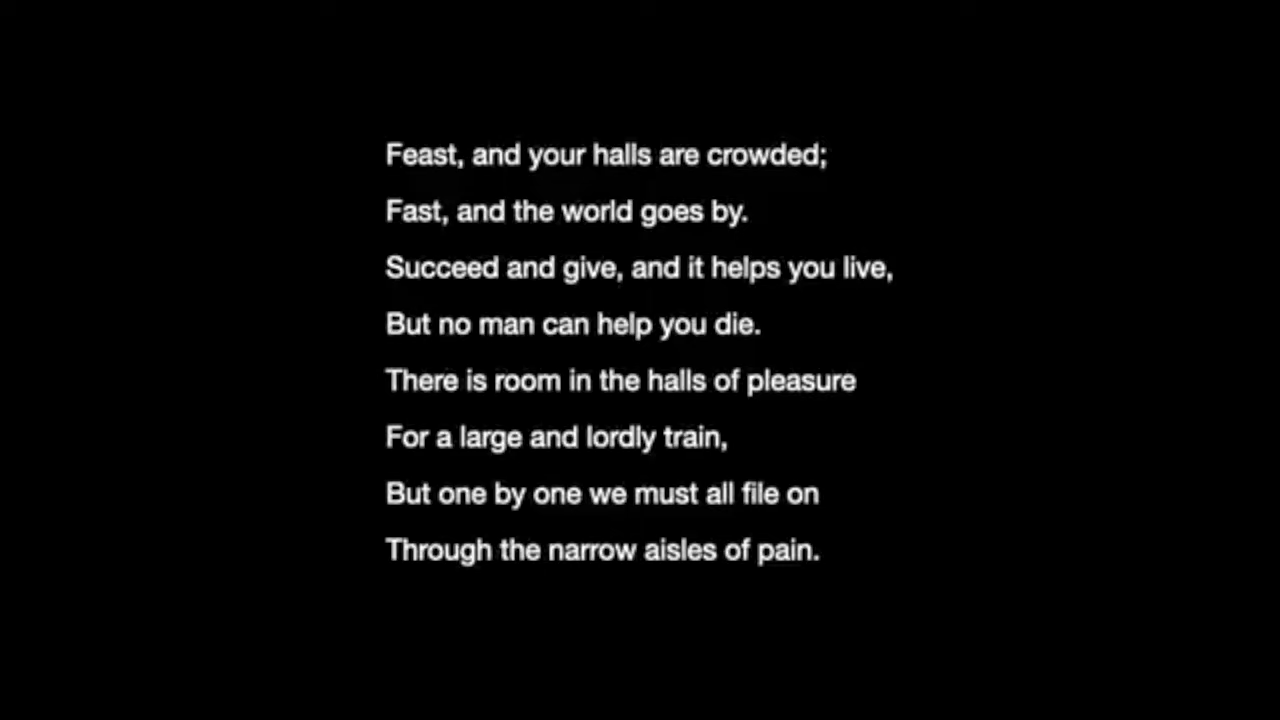 Feast, and your halls are crowded;
Fast, and the world goes by.
Succeed and give, and it helps you live,
But no man can help you die.
There is room in the halls of pleasure
For a large and lordly train,
But one by one we must all file on
Through the narrow aisles of pain.